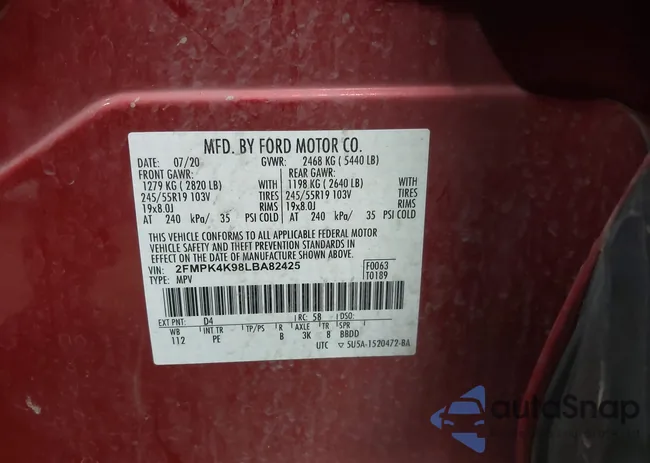 MFD. BY FORD MOTOR CO.
DATE: 07/20 GVWR: 2468 KG ( 5440 LB)
FRONT GAWR: REAR GAWR:
1279 KG ( 2820 LB) WITH 1198 KG ( 2640 LB) WITH
245/55R19 103V TIRES 245/55R19 103V TIRES
19x8.0J RIMS 19x8.0J RIMS
AT 240 kPa/ 35 PSI COLD AT 240 kPa/ 35 PSI COLD
THIS VEHICLE CONFORMS TO ALL APPLICABLE FEDERAL MOTOR
VEHICLE SAFETY AND THEFT PREVENTION STANDARDS IN
EFFECT ON THE DATE OF MANUFACTURE SHOWN ABOVE.
VIN: 2FMPK4K98LBA82425 F0063
TYPE: MPV T0189
EXT PNT: D4 RC: 58 DSO:
WB INT TR TP/PS R AXLE TR SPR
112 PE B 3K 8 BBDD
UTC ▽ 5U5A-1520472-BA
autoSnap